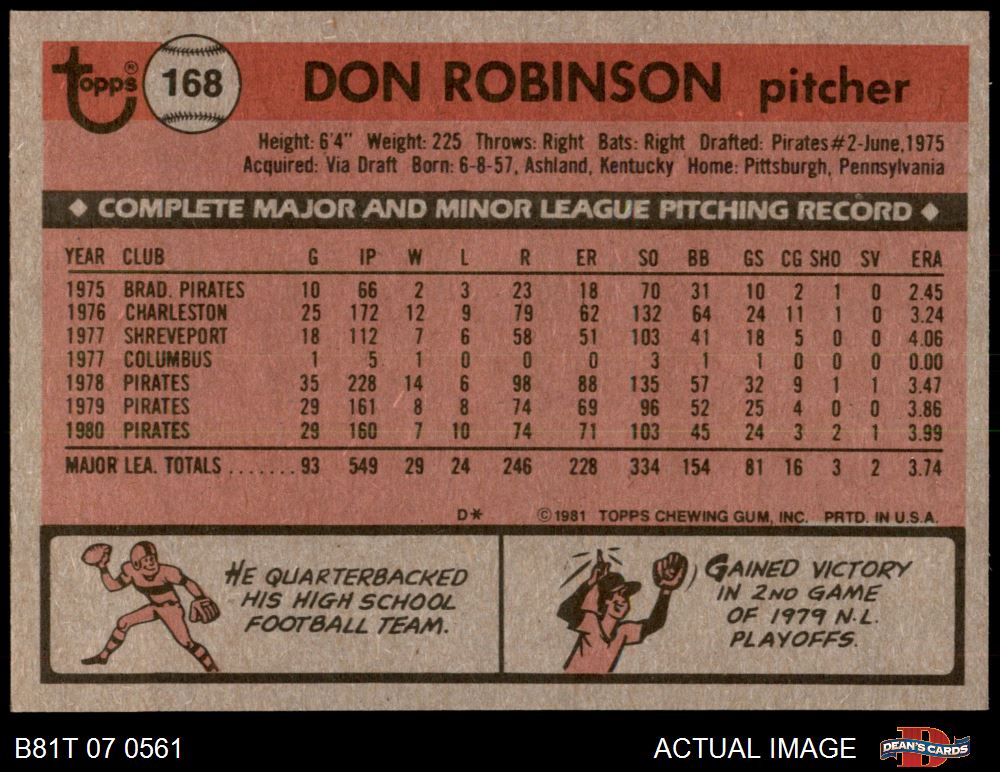 Topps® 168 DON ROBINSON pitcher
Height: 6'4" Weight: 225 Throws: Right Bats: Right Drafted: Pirates #2-June, 1975
Acquired: Via Draft Born: 6-8-57, Ashland, Kentucky Home: Pittsburgh, Pennsylvania
◆ COMPLETE MAJOR AND MINOR LEAGUE PITCHING RECORD ◆
YEAR CLUB G IP W L R ER SO BB GS CG SHO SV ERA
1975 BRAD. PIRATES 10 66 2 3 23 18 70 31 10 2 1 0 2.45
1976 CHARLESTON 25 172 12 9 79 62 132 64 24 11 1 0 3.24
1977 SHREVEPORT 18 112 7 6 58 51 103 41 18 5 0 0 4.06
1977 COLUMBUS 1 5 1 0 0 0 3 1 1 0 0 0 0.00
1978 PIRATES 35 228 14 6 98 88 135 57 32 9 1 1 3.47
1979 PIRATES 29 161 8 8 74 69 96 52 25 4 0 0 3.86
1980 PIRATES 29 160 7 10 74 71 103 45 24 3 2 1 3.99
MAJOR LEA. TOTALS ....... 93 549 29 24 246 228 334 154 81 16 3 2 3.74
D* ©1981 TOPPS CHEWING GUM, INC. PRTD. IN U.S.A.
HE QUARTERBACKED
HIS HIGH SCHOOL
FOOTBALL TEAM.
GAINED VICTORY
IN 2ND GAME
OF 1979 N.L.
PLAYOFFS.
B81T 07 0561 ACTUAL IMAGE D DEAN'S CARDS